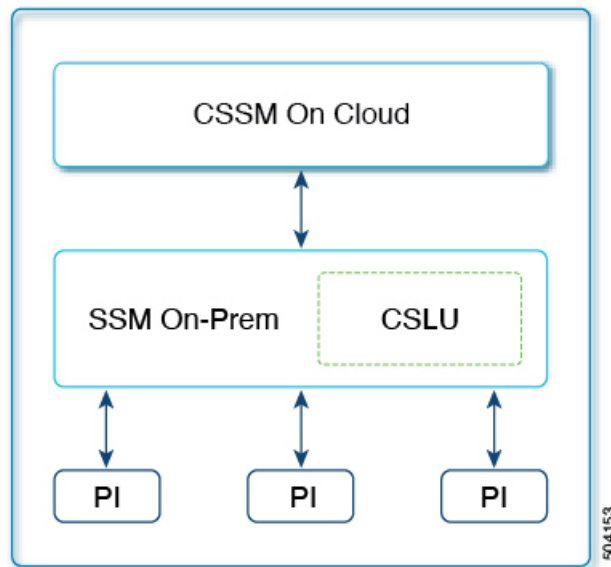 CSSM On Cloud
SSM On-Prem
CSLU
PI
PI
PI
504153